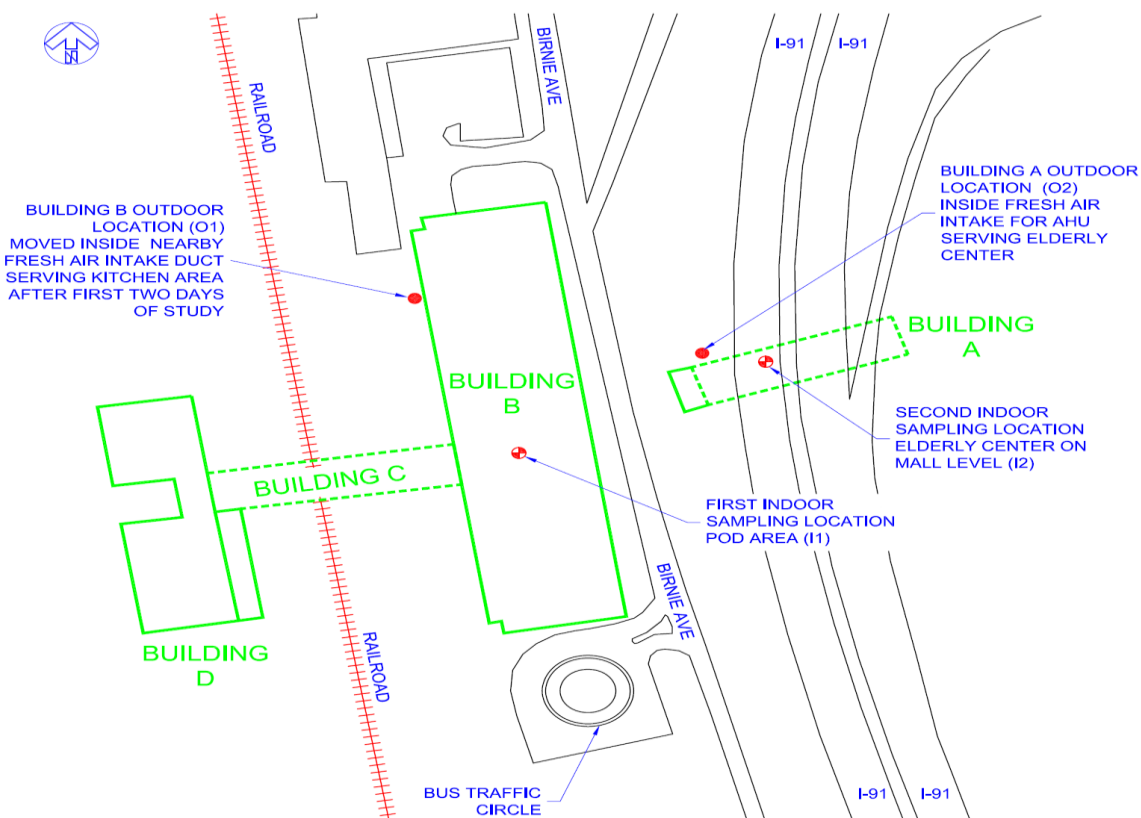 N
I-91
I-91
BIRNIE AVE
RAILROAD
BUILDING B OUTDOOR
LOCATION (O1)
MOVED INSIDE NEARBY
FRESH AIR INTAKE DUCT
SERVING KITCHEN AREA
AFTER FIRST TWO DAYS
OF STUDY
BUILDING A OUTDOOR
LOCATION (O2)
INSIDE FRESH AIR
INTAKE FOR AHU
SERVING ELDERLY
CENTER
BUILDING
A
BUILDING
B
SECOND INDOOR
SAMPLING LOCATION
ELDERLY CENTER ON
MALL LEVEL (I2)
BUILDING C
FIRST INDOOR
SAMPLING LOCATION
POD AREA (I1)
BIRNIE AVE
BUILDING
D
RAILROAD
BUS TRAFFIC
CIRCLE
I-91
I-91